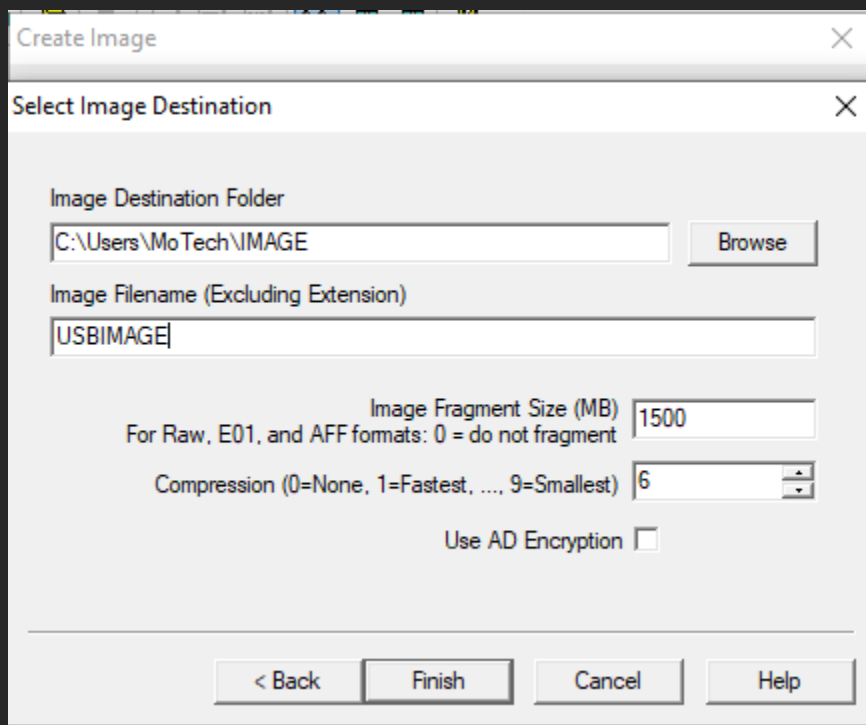 Create Image
Select Image Destination
Image Destination Folder
C:\Users\MoTech\IMAGE
Browse
Image Filename (Excluding Extension)
USBIMAGE
Image Fragment Size (MB)
1500
For Raw, E01, and AFF formats: 0 = do not fragment
Compression (0=None, 1=Fastest, ..., 9=Smallest)
6
Use AD Encryption
< Back
Finish
Cancel
Help